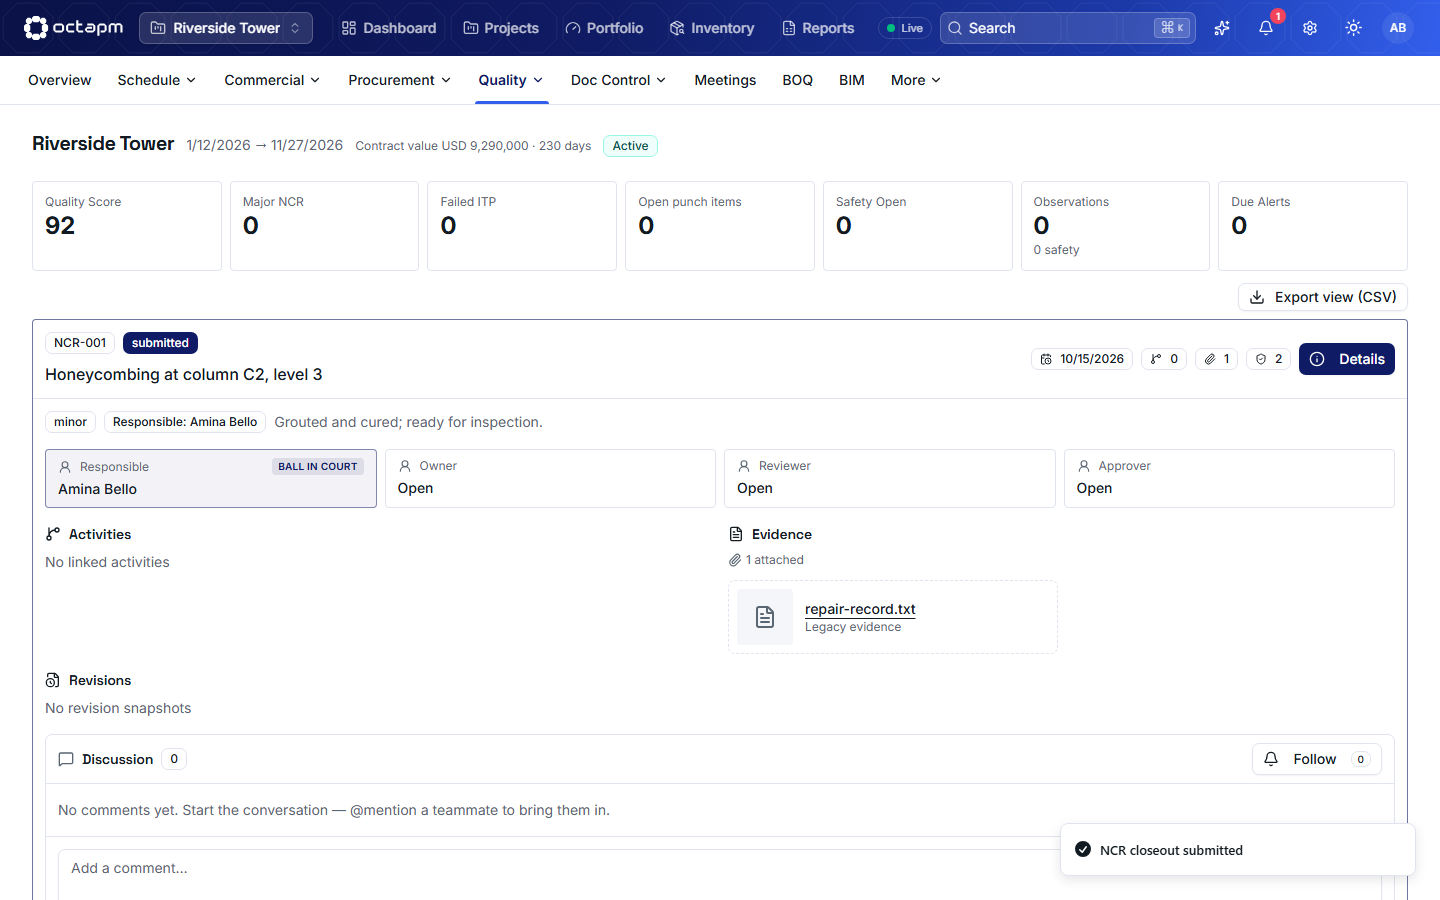 octapm
Riverside Tower
Dashboard
Projects
Portfolio
Inventory
Reports
Live
Search
⌘ K
1
AB
Overview
Schedule
Commercial
Procurement
Quality
Doc Control
Meetings
BOQ
BIM
More
Riverside Tower
1/12/2026 → 11/27/2026
Contract value USD 9,290,000 · 230 days
Active
Quality Score
92
Major NCR
0
Failed ITP
0
Open punch items
0
Safety Open
0
Observations
0
0 safety
Due Alerts
0
Export view (CSV)
NCR-001
submitted
Honeycombing at column C2, level 3
10/15/2026
0
1
2
Details
minor
Responsible: Amina Bello
Grouted and cured; ready for inspection.
Responsible
BALL IN COURT
Amina Bello
Owner
Open
Reviewer
Open
Approver
Open
Activities
No linked activities
Evidence
1 attached
repair-record.txt
Legacy evidence
Revisions
No revision snapshots
Discussion
0
Follow
0
No comments yet. Start the conversation — @mention a teammate to bring them in.
Add a comment...
NCR closeout submitted